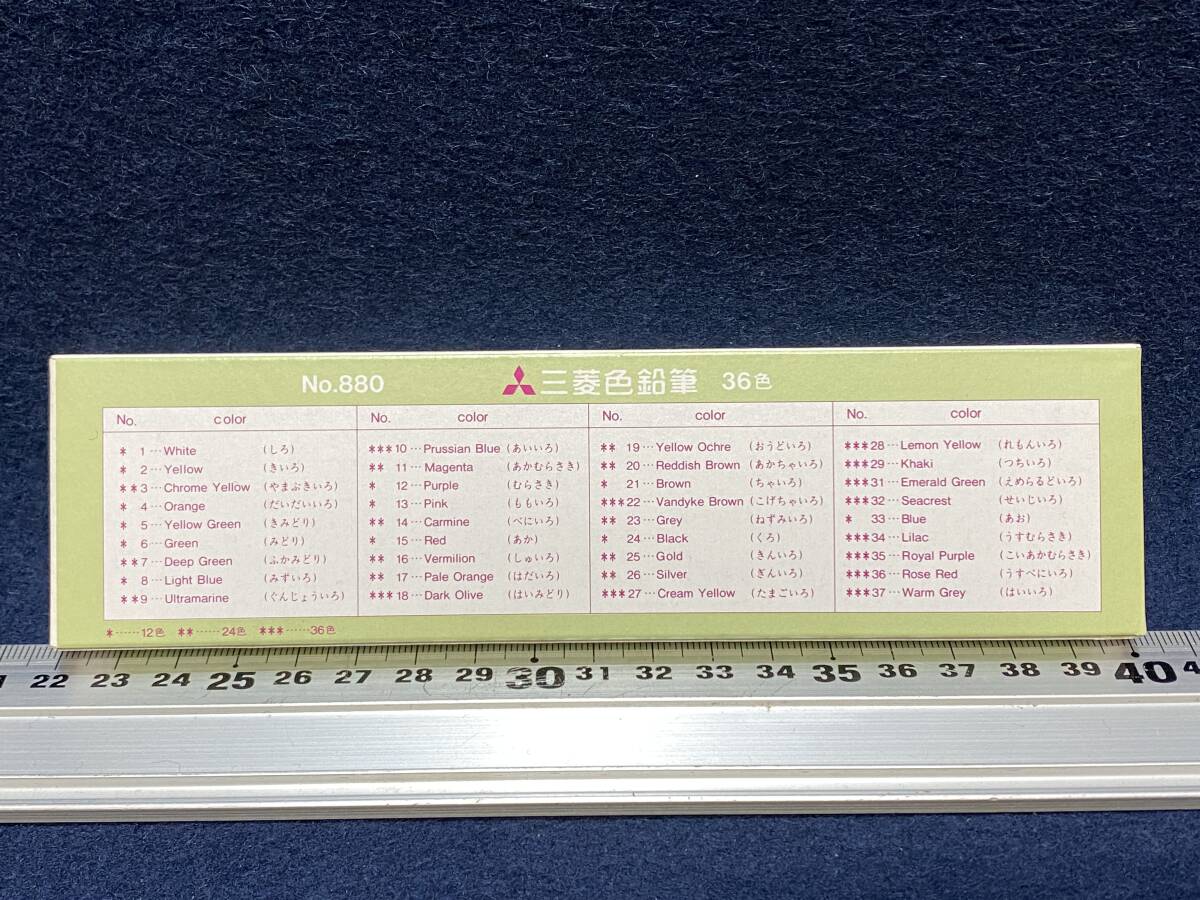 No.880 三菱色鉛筆 36色
No. color
* 1…White (しろ)
* 2…Yellow (きいろ)
**3…Chrome Yellow (やまぶきいろ)
* 4…Orange (だいだいいろ)
* 5…Yellow Green (きみどり)
* 6…Green (みどり)
**7…Deep Green (ふかみどり)
* 8…Light Blue (みずいろ)
**9…Ultramarine (ぐんじょういろ)
No. color
***10…Prussian Blue (あいいろ)
** 11…Magenta (あかむらさき)
* 12…Purple (むらさき)
* 13…Pink (ももいろ)
** 14…Carmine (べにいろ)
* 15…Red (あか)
** 16…Vermilion (しゅいろ)
** 17…Pale Orange (はだいろ)
***18…Dark Olive (はいみどり)
No. color
** 19…Yellow Ochre (おうどいろ)
** 20…Reddish Brown (あかちゃいろ)
* 21…Brown (ちゃいろ)
***22…Vandyke Brown (こげちゃいろ)
** 23…Grey (ねずみいろ)
* 24…Black (くろ)
** 25…Gold (きんいろ)
** 26…Silver (ぎんいろ)
***27…Cream Yellow (たまごいろ)
No. color
***28…Lemon Yellow (れもんいろ)
***29…Khaki (つちいろ)
***31…Emerald Green (えめらるどいろ)
***32…Seacrest (せいじいろ)
* 33…Blue (あお)
***34…Lilac (うすむらさき)
***35…Royal Purple (こいあかむらさき)
***36…Rose Red (うすべにいろ)
***37…Warm Grey (はいいろ)
*……12色 **……24色 ***……36色
22 23 24 25 26 27 28 29 30 31 32 33 34 35 36 37 38 39 40